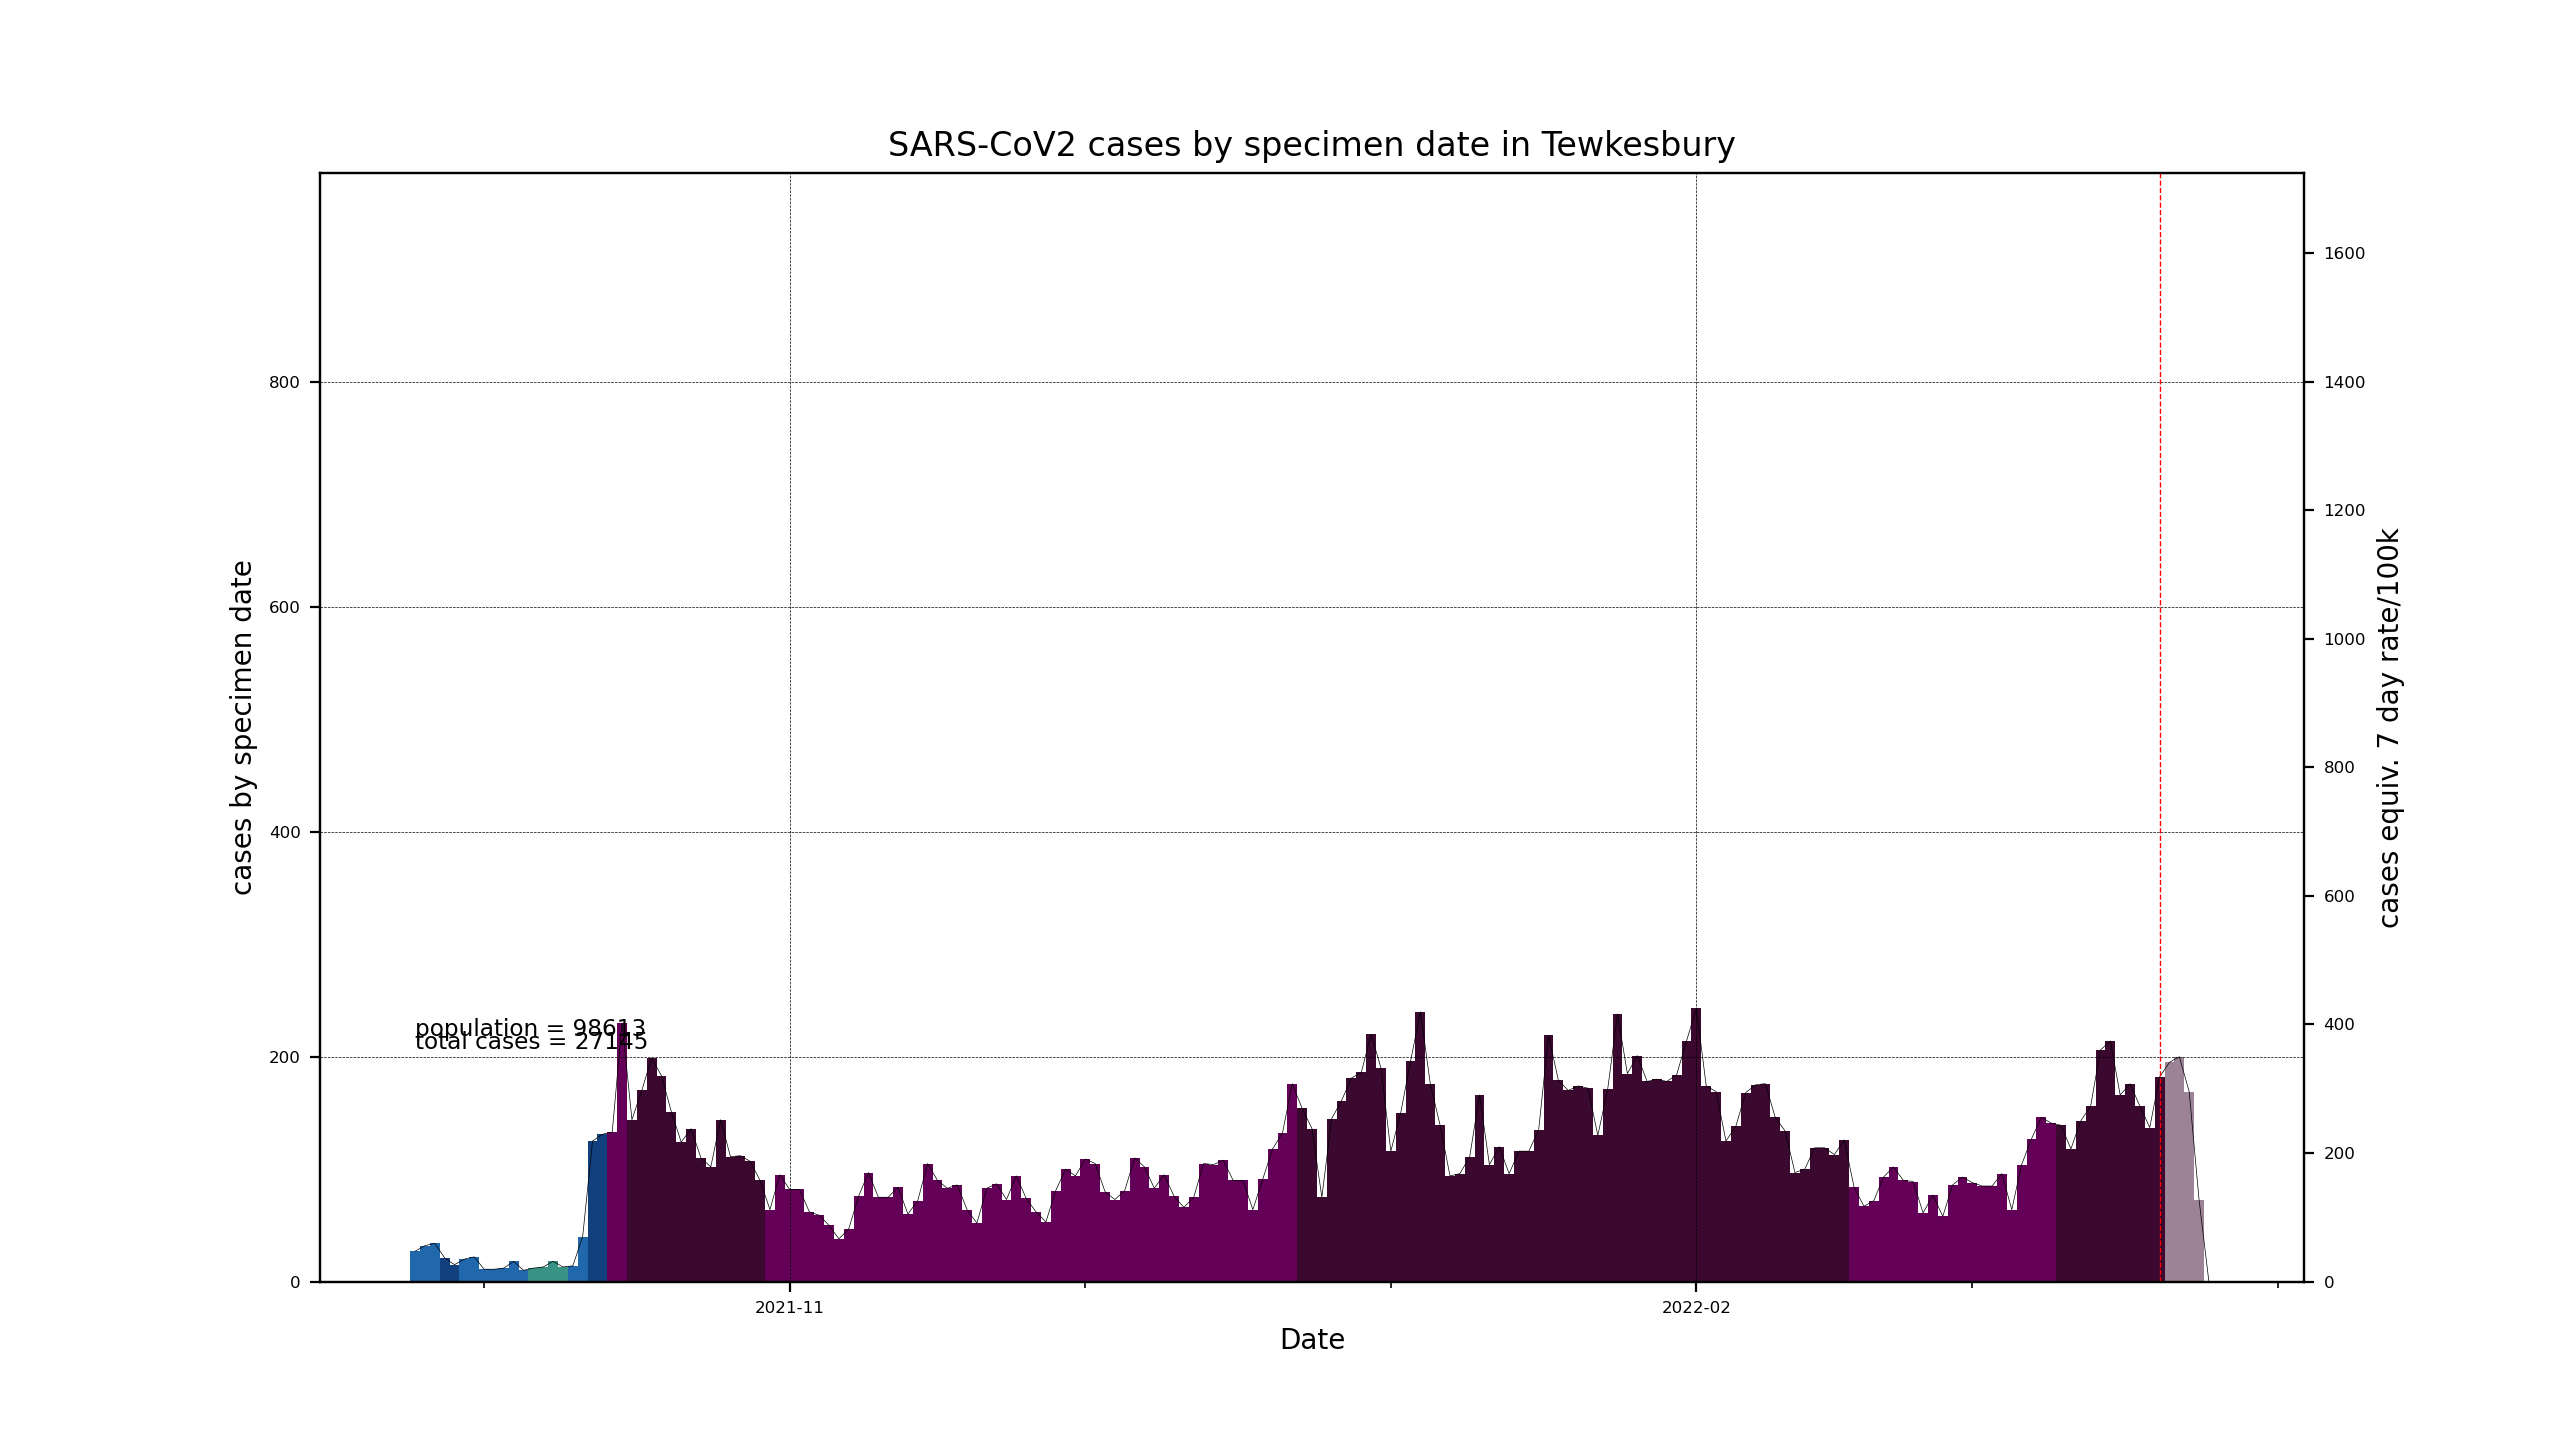 SARS-CoV2 cases by specimen date in Tewkesbury
cases by specimen date
800
600
400
200
0
population = 98613
total cases = 27145
1600
1400
1200
1000
800
600
400
200
0
cases equiv. 7 day rate/100k
2021-11
2022-02
Date